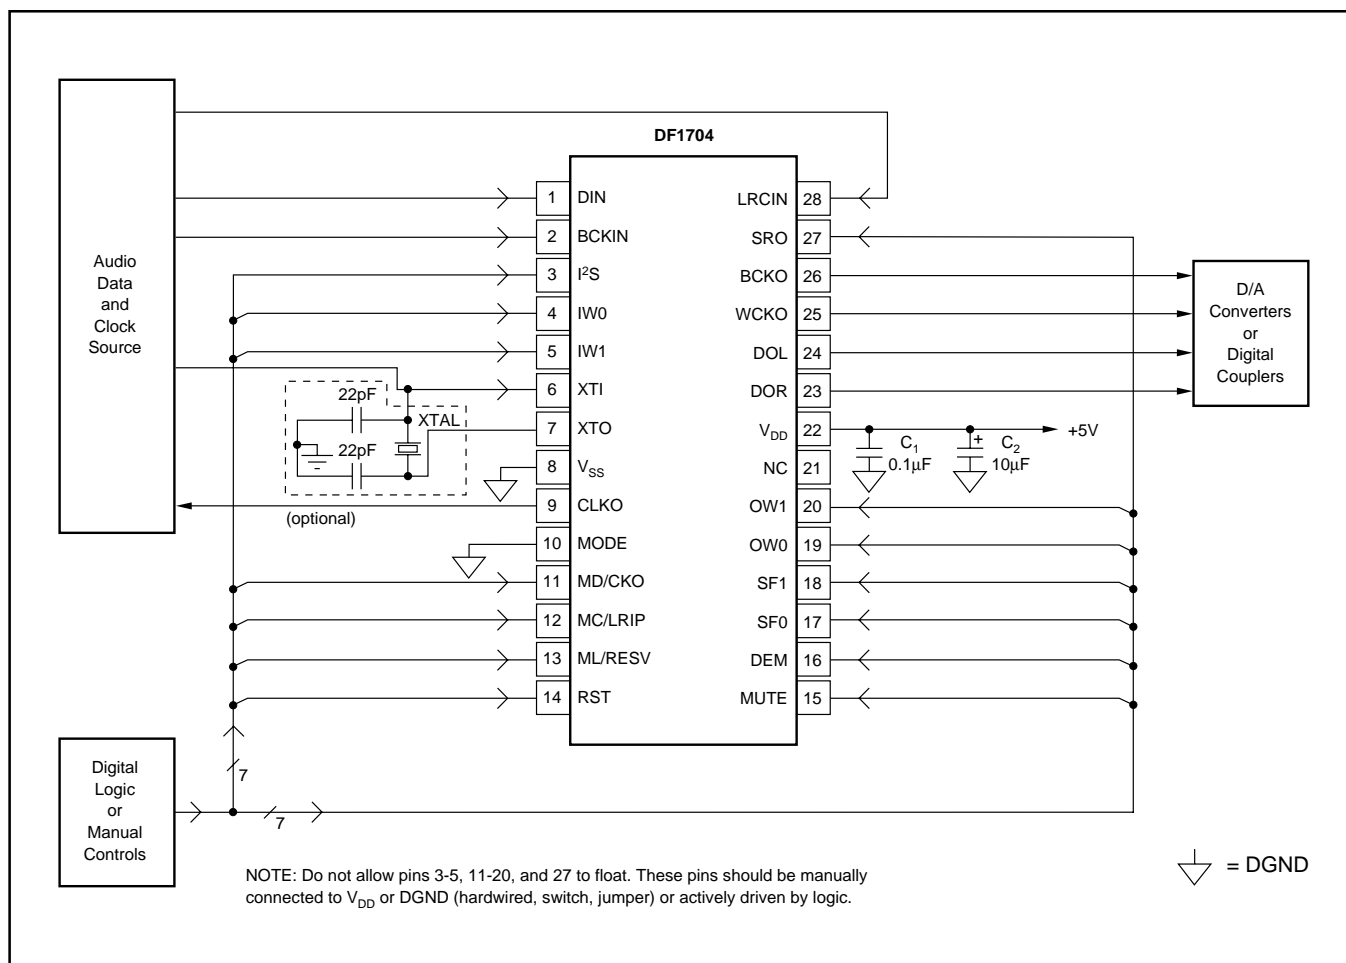 DF1704
Audio
Data
and
Clock
Source
1 DIN
2 BCKIN
3 I²S
4 IW0
5 IW1
6 XTI
7 XTO
8 VSS
9 CLKO
10 MODE
11 MD/CKO
12 MC/LRIP
13 ML/RESV
14 RST
LRCIN 28
SRO 27
BCKO 26
WCKO 25
DOL 24
DOR 23
VDD 22
NC 21
OW1 20
OW0 19
SF1 18
SF0 17
DEM 16
MUTE 15
22pF
XTAL
22pF
(optional)
D/A
Converters
or
Digital
Couplers
+5V
C1
0.1µF
+
C2
10µF
7
7
Digital
Logic
or
Manual
Controls
NOTE: Do not allow pins 3-5, 11-20, and 27 to float. These pins should be manually
connected to VDD or DGND (hardwired, switch, jumper) or actively driven by logic.
= DGND